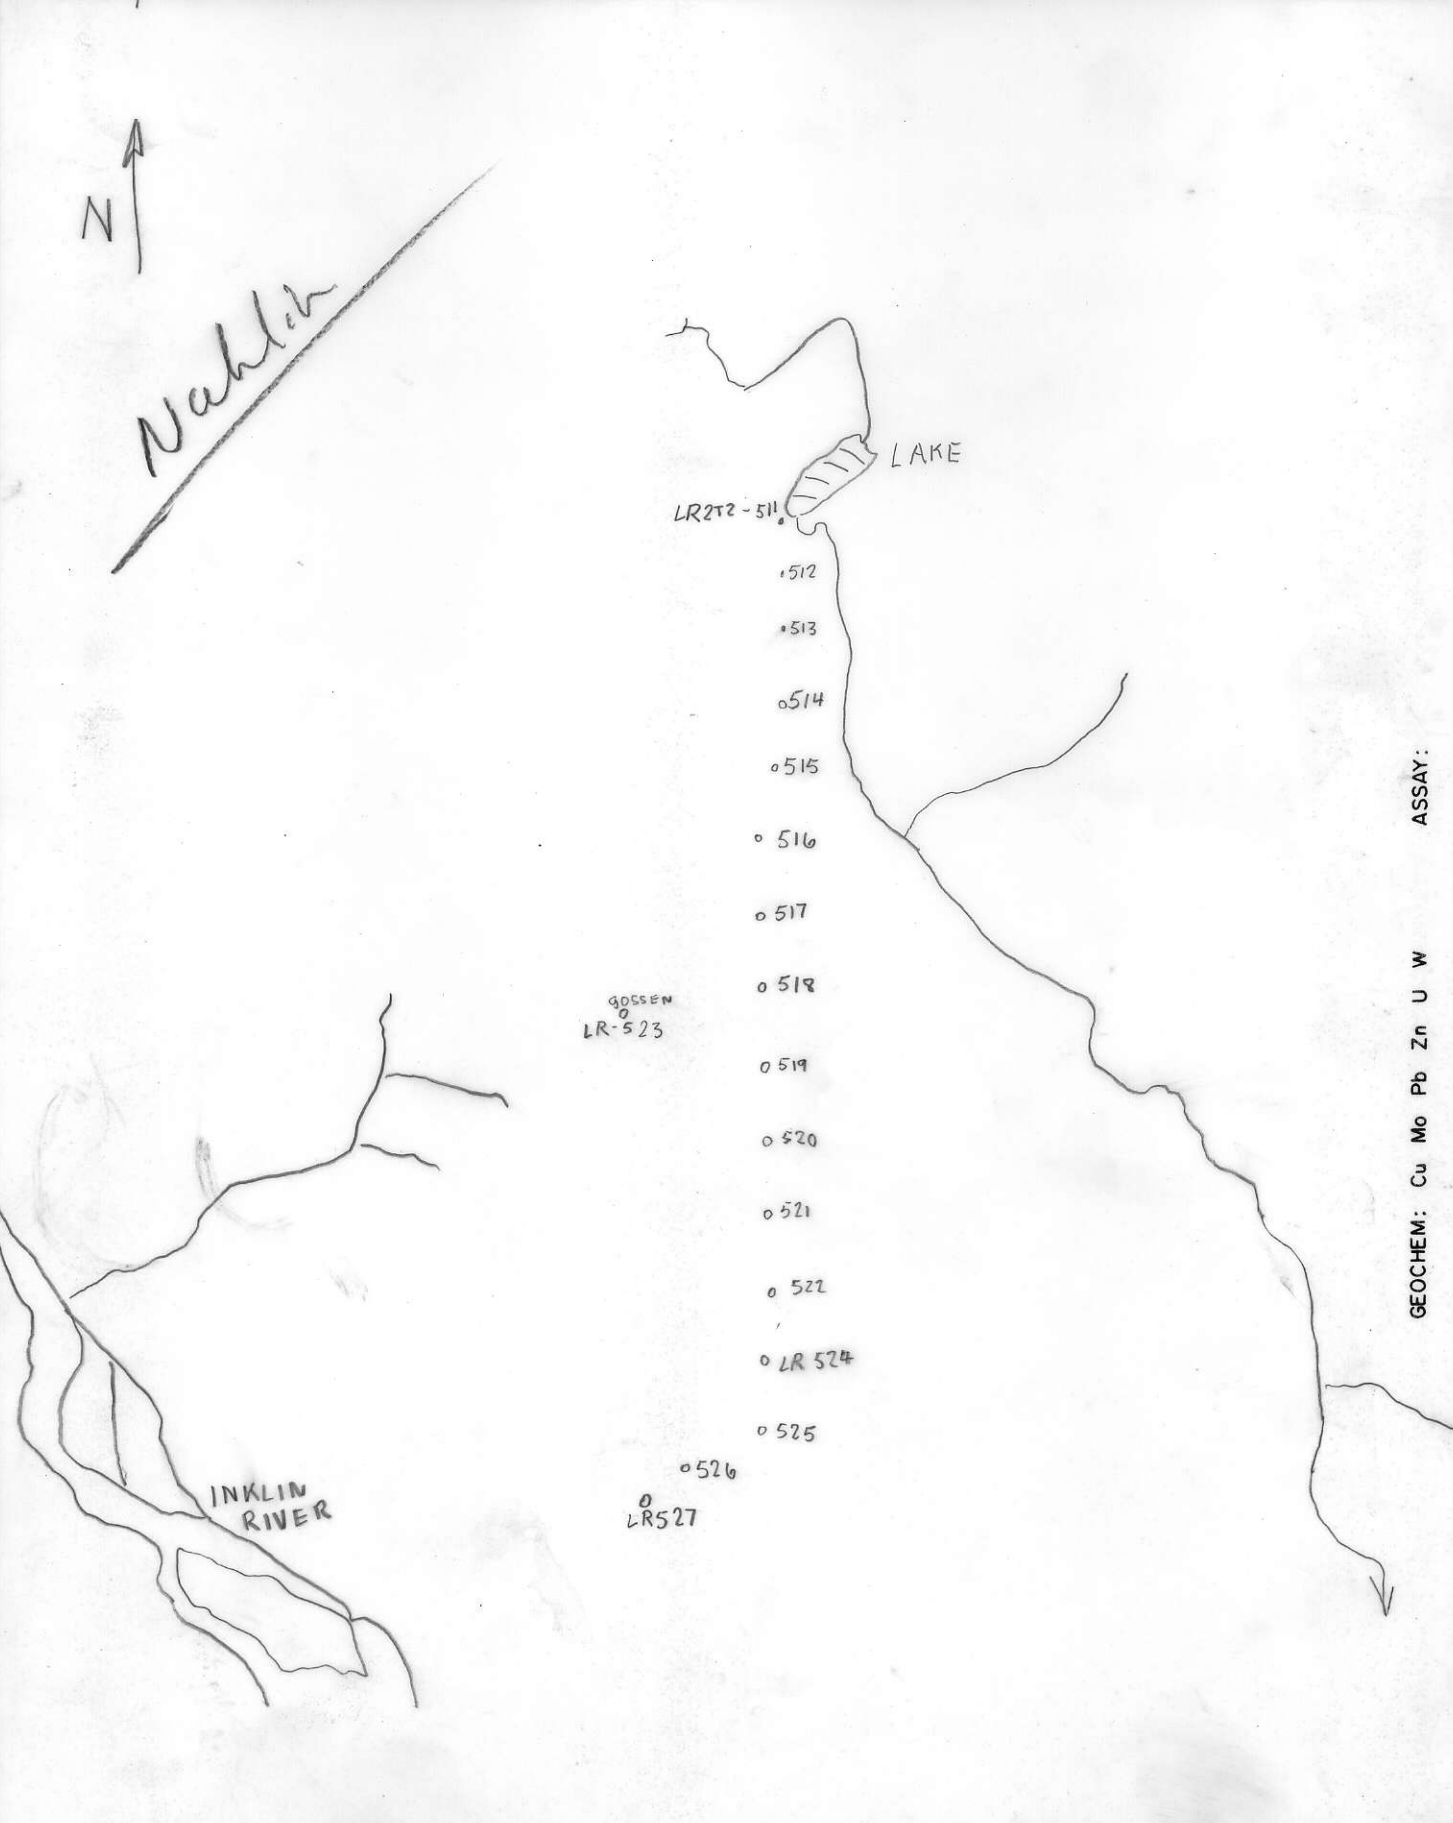 N
Nahlin
LAKE
LR2T2-511
512
513
514
515
516
517
518
GOSSEN
LR-523
519
520
521
522
LR 524
525
526
LR527
INKLIN
RIVER
GEOCHEM: Cu Mo Pb Zn U W ASSAY: